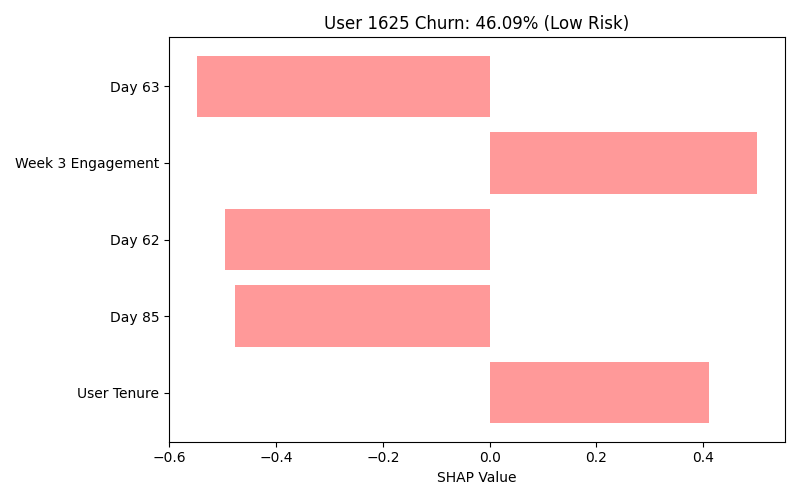 User 1625 Churn: 46.09% (Low Risk)
Day 63
Week 3 Engagement
Day 62
Day 85
User Tenure
−0.6 −0.4 −0.2 0.0 0.2 0.4
SHAP Value